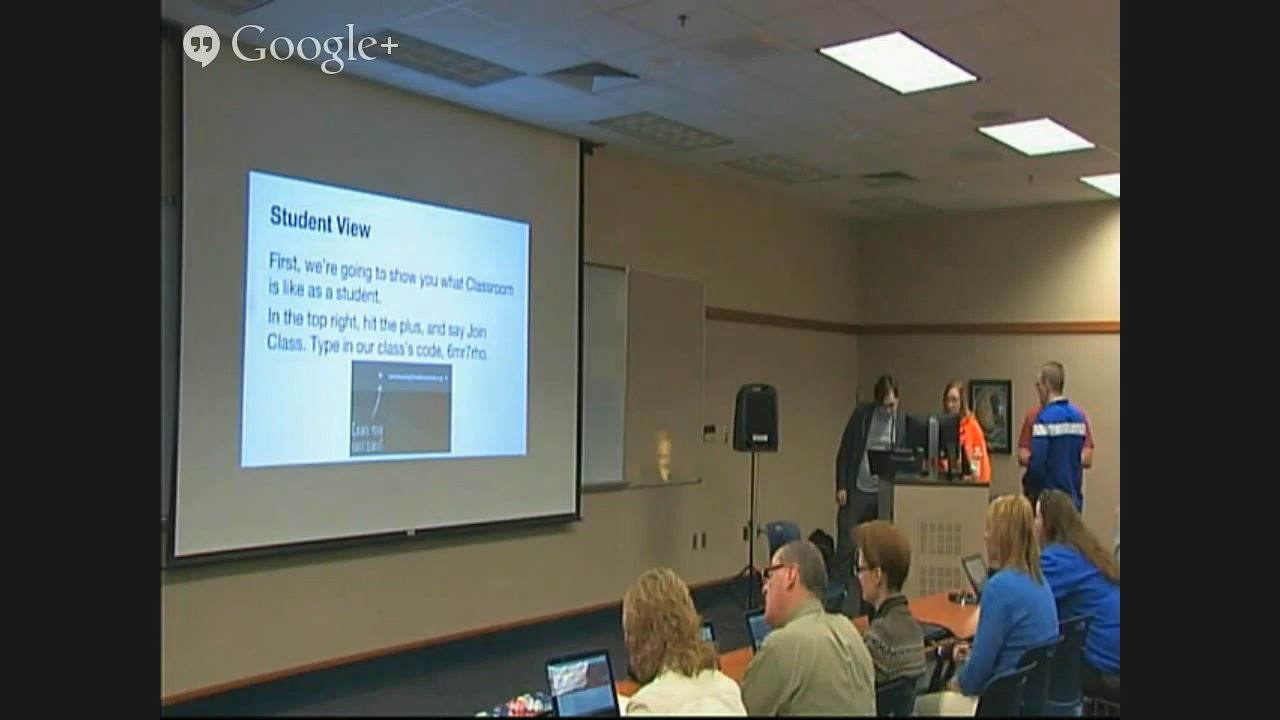 Google+
Student View
First, we're going to show you what Classroom
is like as a student.
In the top right, hit the plus, and say Join
Class. Type in our class's code, 6mr7rho.